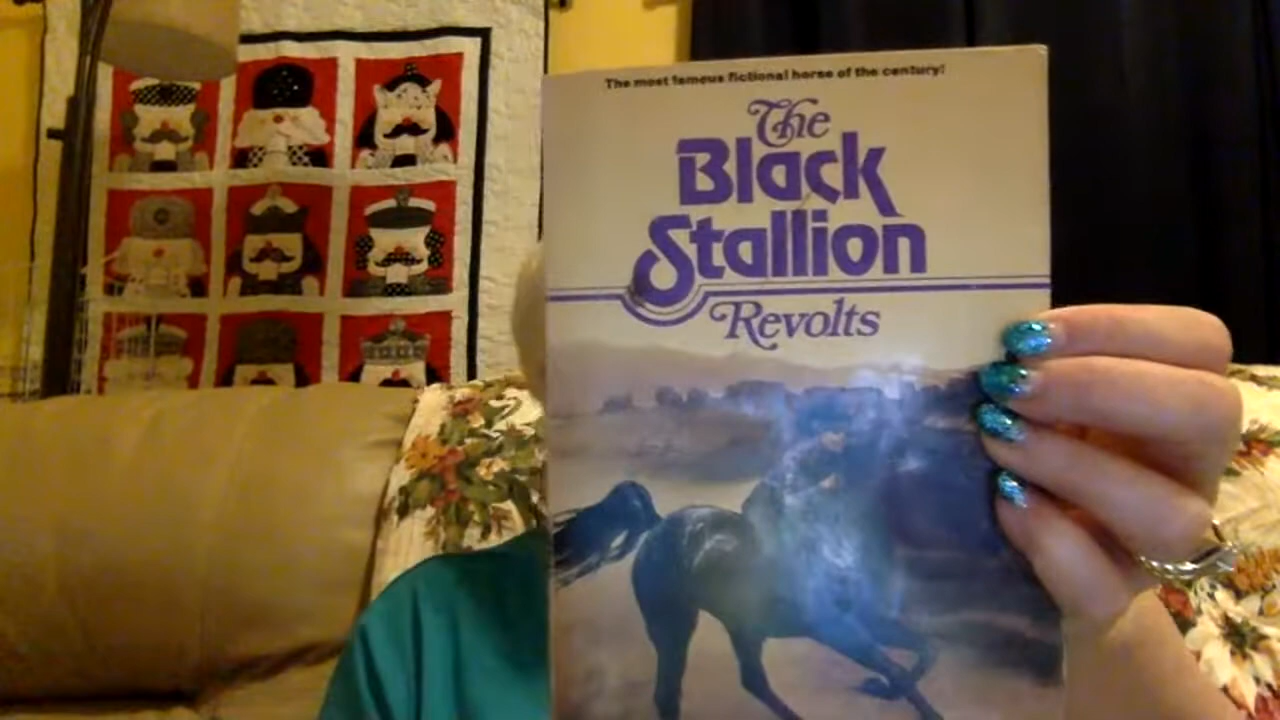 The most famous fictional horse of the century!
The
Black
Stallion
Revolts